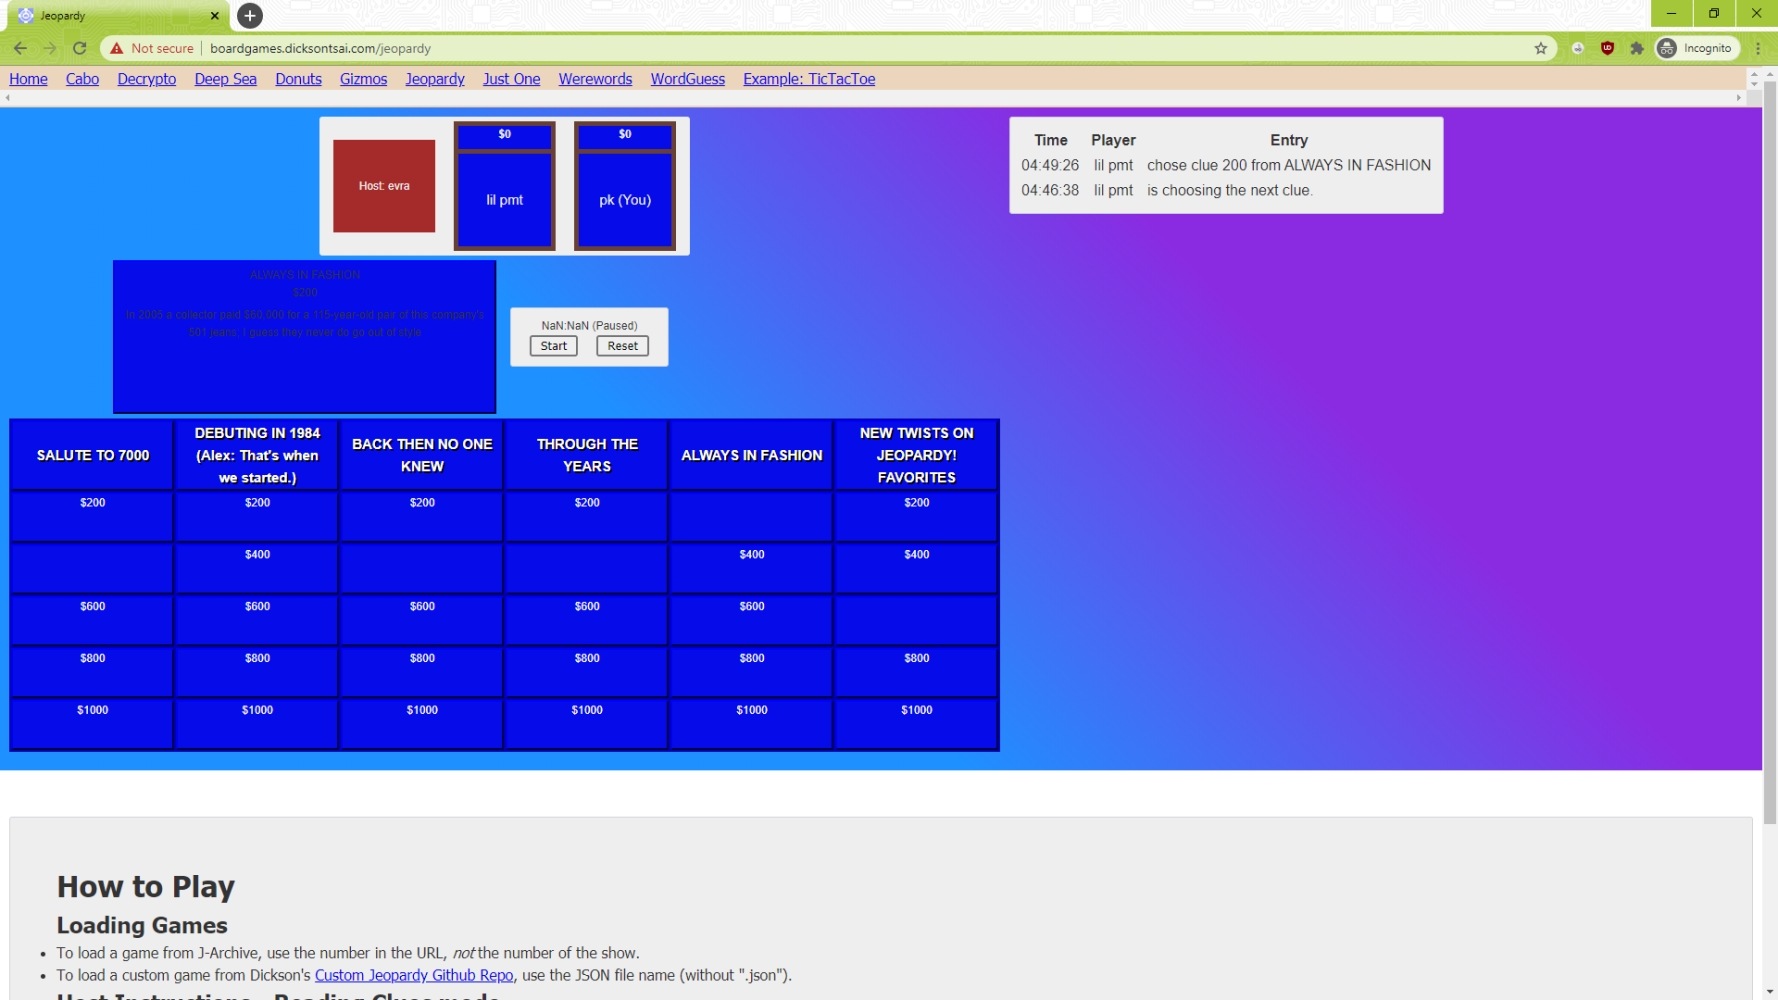 Jeopardy
Not secure | boardgames.dicksontsai.com/jeopardy
Incognito
Home Cabo Decrypto Deep Sea Donuts Gizmos Jeopardy Just One Werewords WordGuess Example: TicTacToe
Host: evra
$0
lil pmt
$0
pk (You)
Time Player Entry
04:49:26 lil pmt chose clue 200 from ALWAYS IN FASHION
04:46:38 lil pmt is choosing the next clue.
ALWAYS IN FASHION
$200
In 2005 a collector paid $60,000 for a 115-year-old pair of this company's
501 jeans; I guess they never do go out of style
NaN:NaN (Paused)
Start Reset
SALUTE TO 7000
DEBUTING IN 1984
(Alex: That's when
we started.)
BACK THEN NO ONE
KNEW
THROUGH THE
YEARS
ALWAYS IN FASHION
NEW TWISTS ON
JEOPARDY!
FAVORITES
$200 $200 $200 $200 $200
$400 $400 $400
$600 $600 $600 $600 $600
$800 $800 $800 $800 $800 $800
$1000 $1000 $1000 $1000 $1000 $1000
How to Play
Loading Games
• To load a game from J-Archive, use the number in the URL, not the number of the show.
• To load a custom game from Dickson's Custom Jeopardy Github Repo, use the JSON file name (without ".json").
Host Instructions - Reading Clues mode